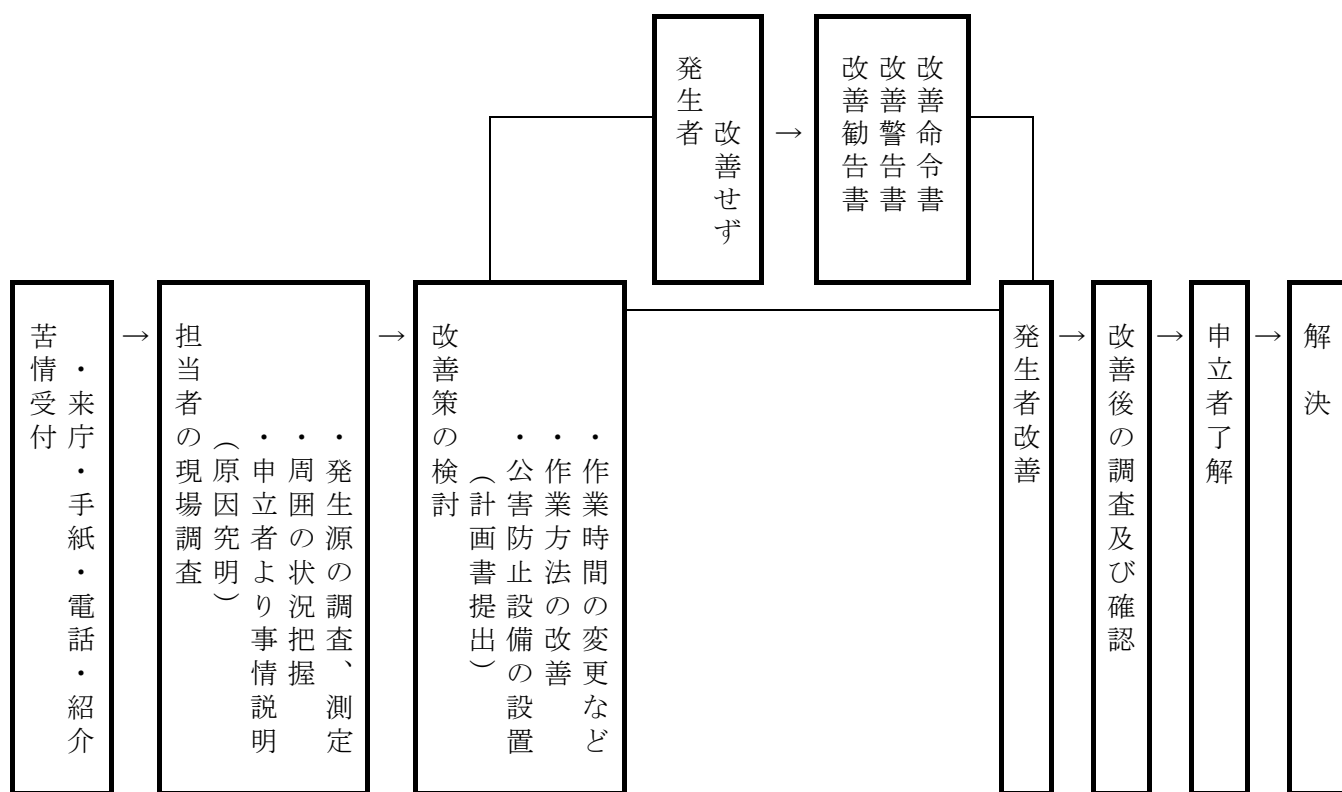 苦情受付
・来庁・手紙・電話・紹介
担当者の現場調査
（原因究明）
・申立者より事情説明
・周囲の状況把握
・発生源の調査、測定
改善策の検討
（計画書提出）
・公害防止設備の設置
・作業方法の改善
・作業時間の変更など
発生者
改善せず
改善勧告書
改善警告書
改善命令書
発生者改善
改善後の調査及び確認
申立者了解
解決